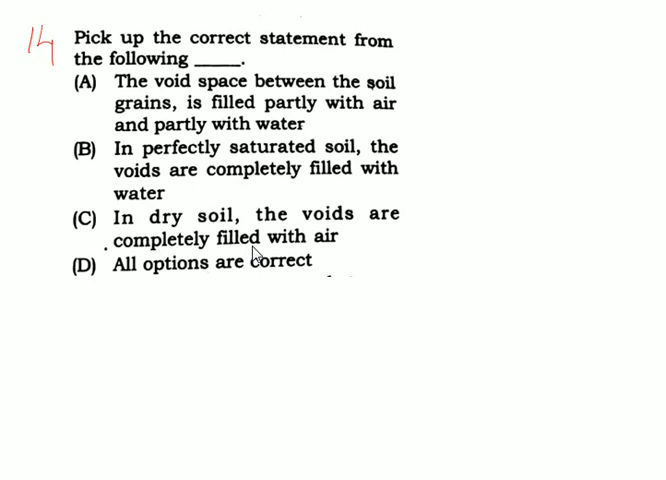 14 Pick up the correct statement from
the following _____.
(A) The void space between the soil
grains, is filled partly with air
and partly with water
(B) In perfectly saturated soil, the
voids are completely filled with
water
(C) In dry soil, the voids are
completely filled with air
(D) All options are correct